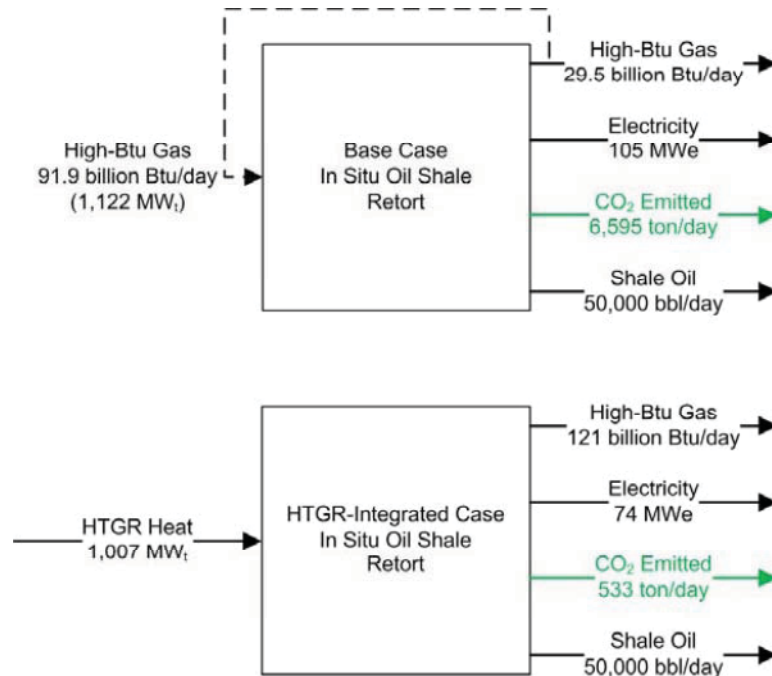 High-Btu Gas
29.5 billion Btu/day
Electricity
105 MWe
CO₂ Emitted
6,595 ton/day
Shale Oil
50,000 bbl/day
High-Btu Gas
91.9 billion Btu/day
(1,122 MWₜ)
Base Case
In Situ Oil Shale
Retort
High-Btu Gas
121 billion Btu/day
Electricity
74 MWe
CO₂ Emitted
533 ton/day
Shale Oil
50,000 bbl/day
HTGR Heat
1,007 MWₜ
HTGR-Integrated Case
In Situ Oil Shale
Retort